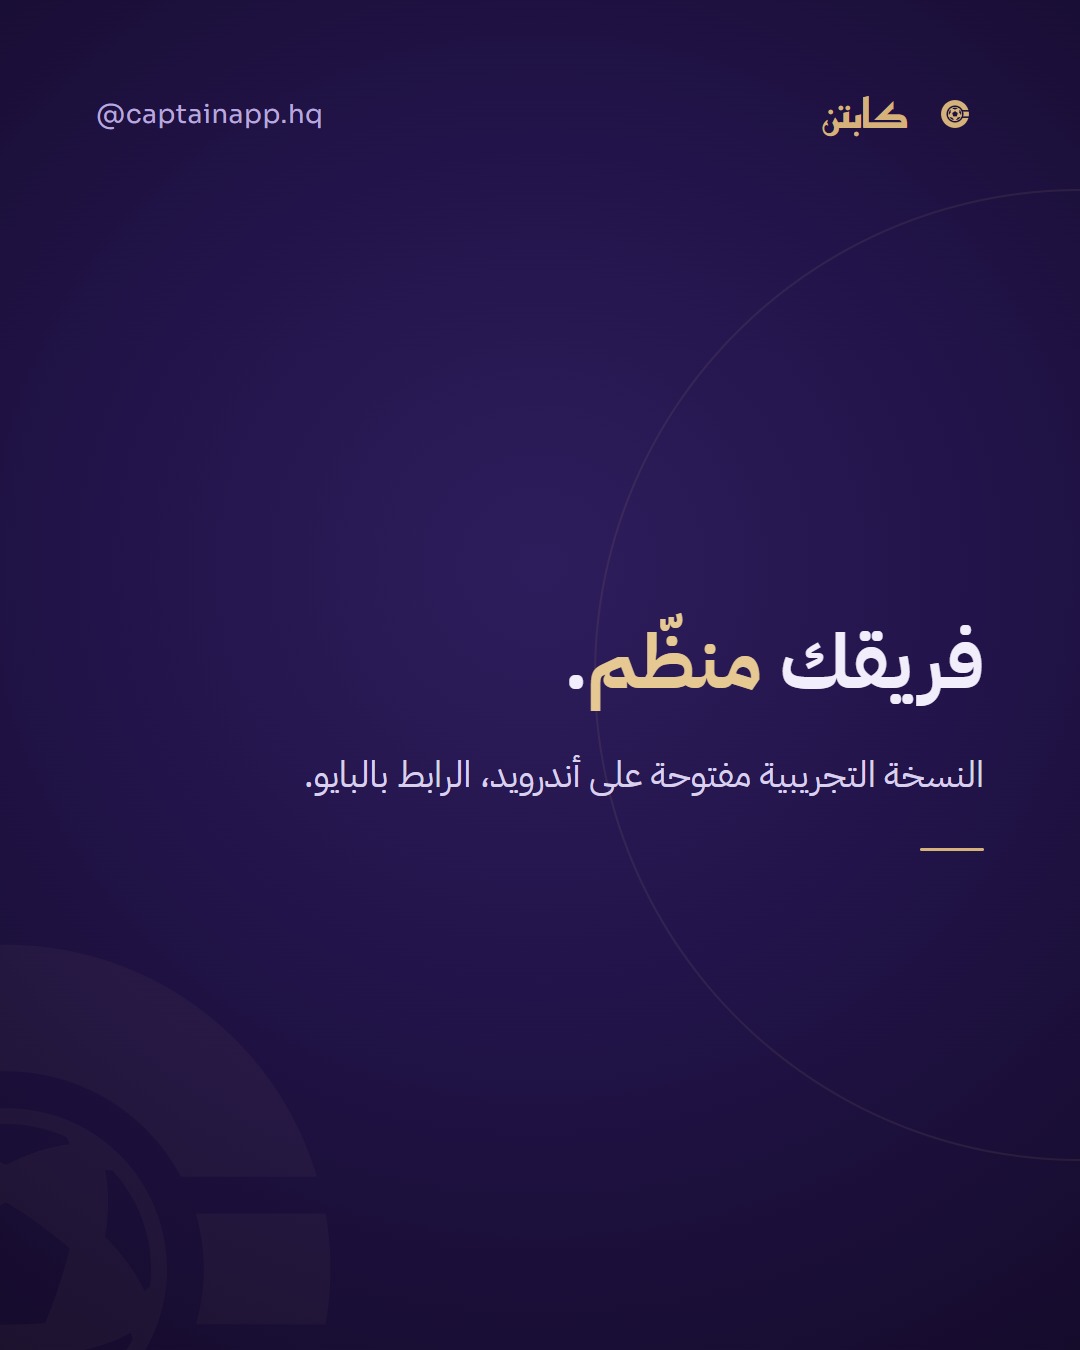 كابتن
@captainapp.hq
فريقك منظّم.
النسخة التجريبية مفتوحة على أندرويد، الرابط بالبايو.